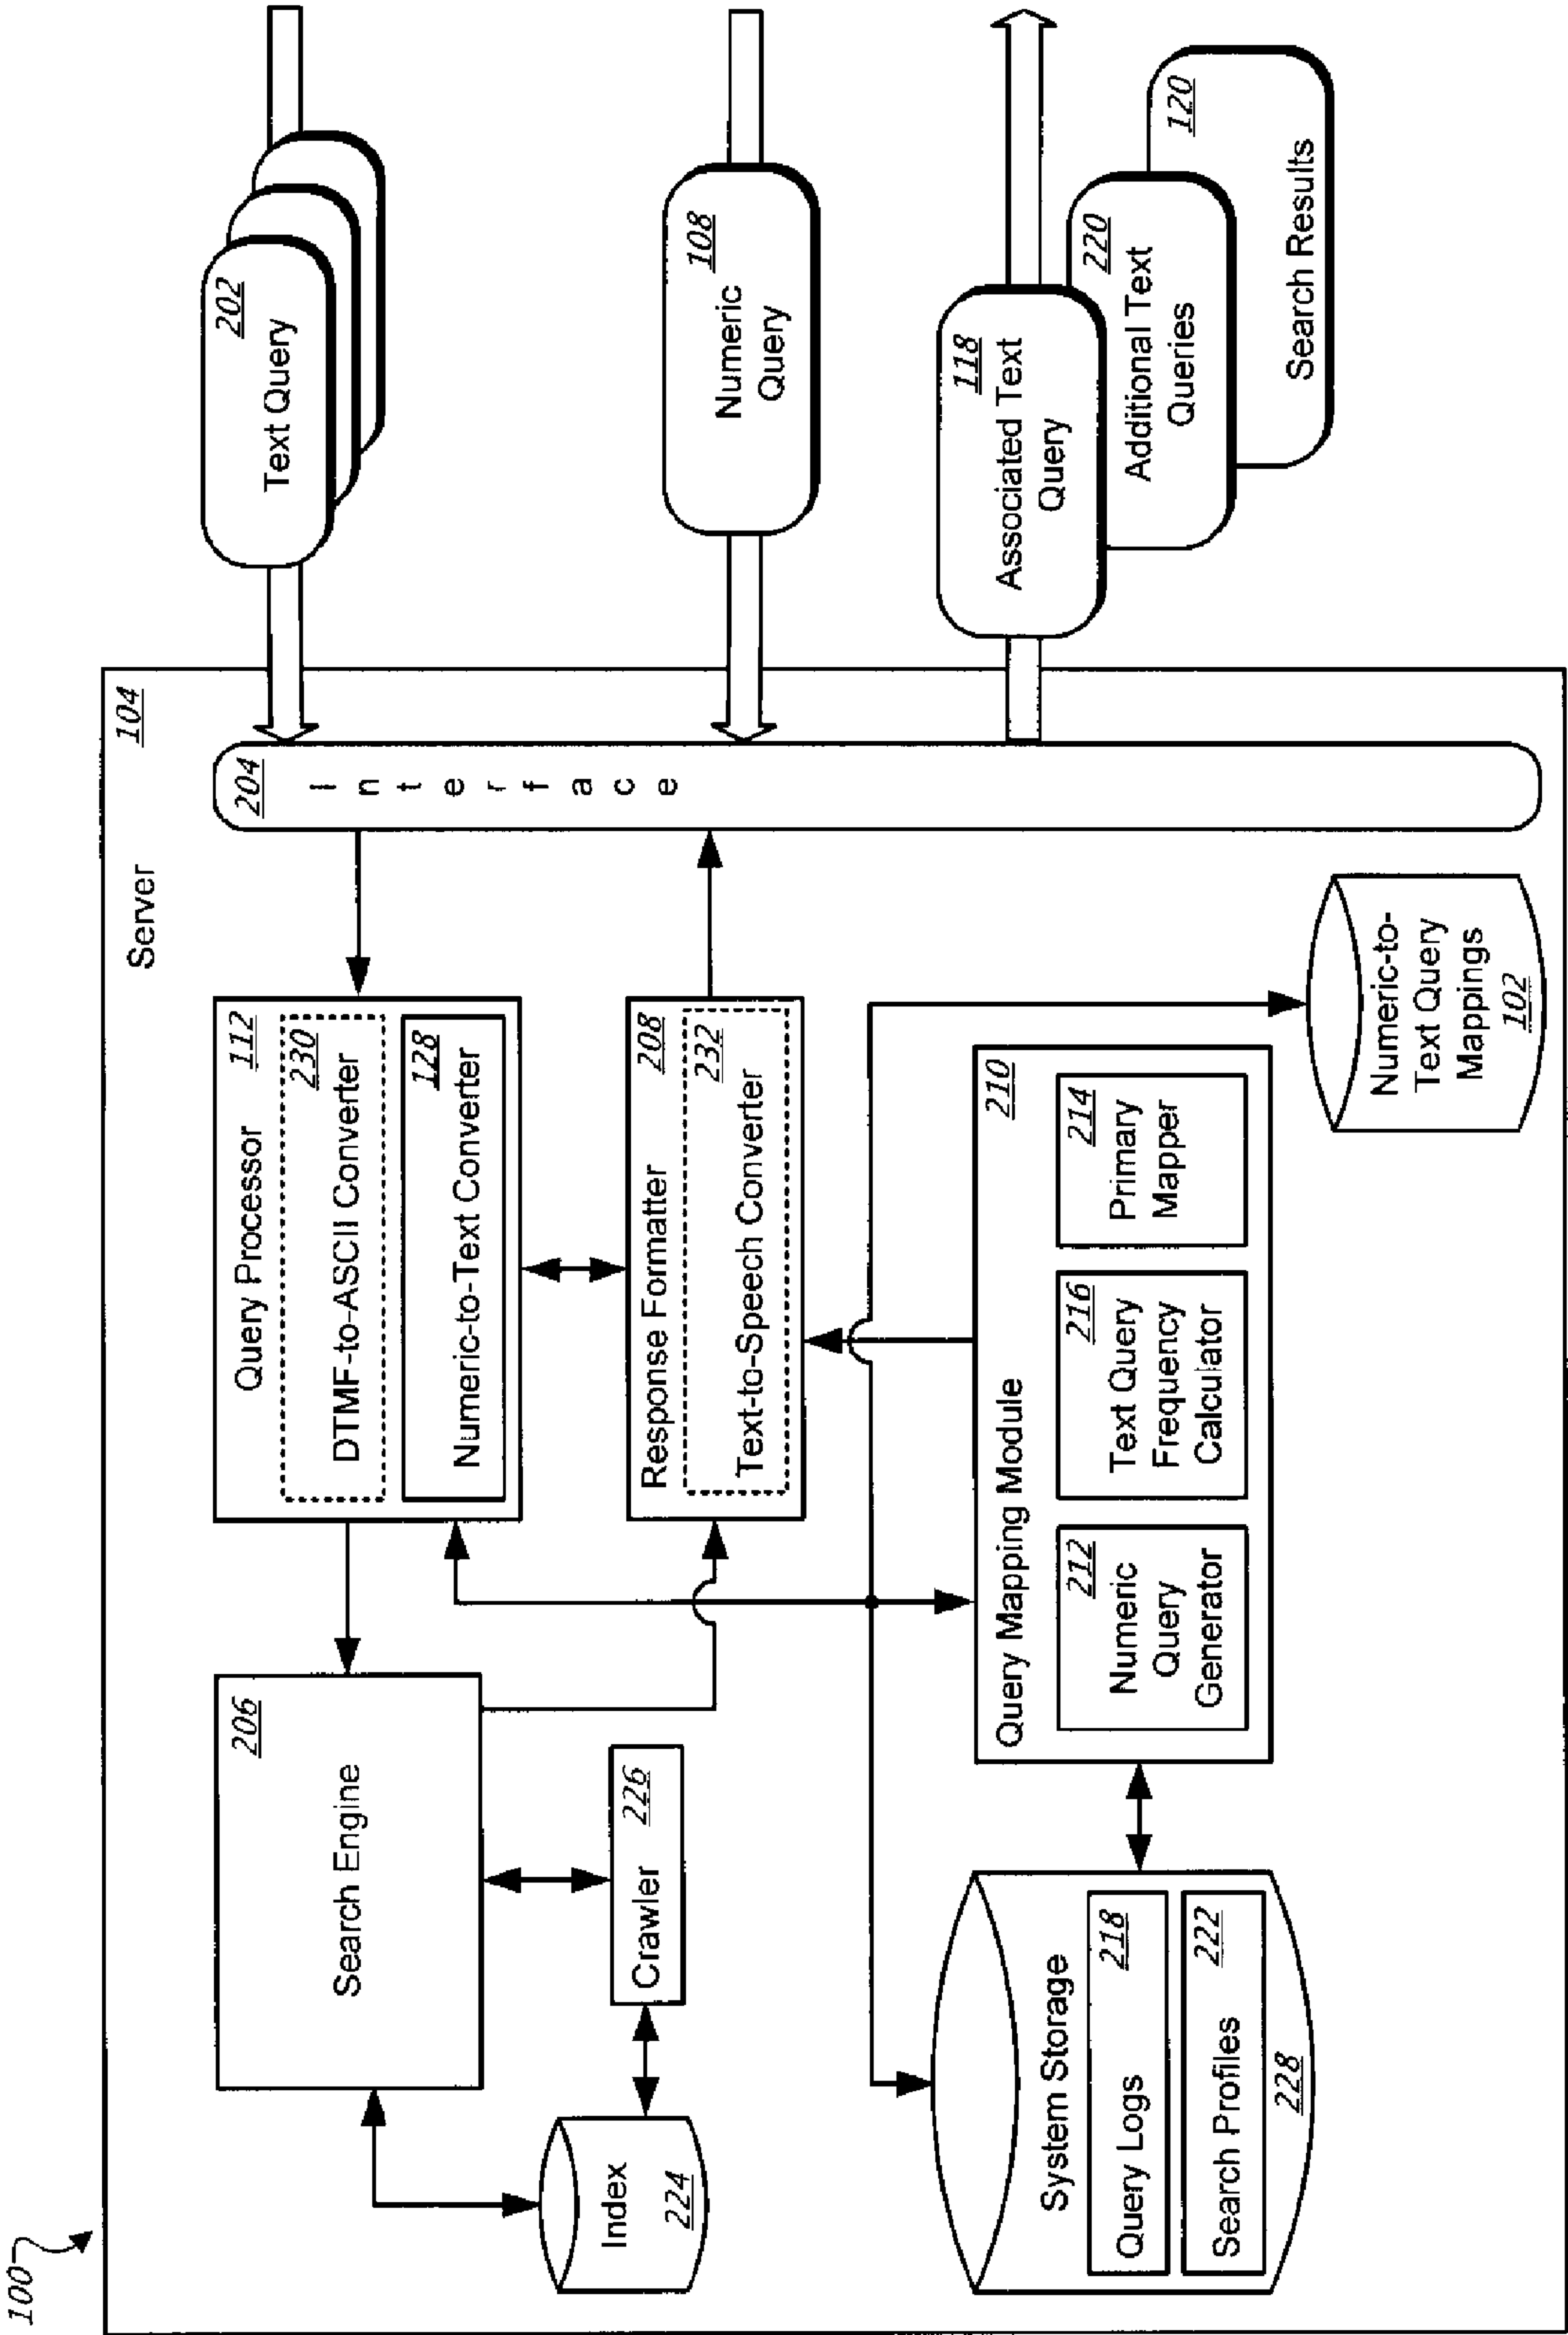 100
Server
104
Search Engine
206
Index
224
Crawler
226
Query Processor
112
DTMF-to-ASCII Converter
230
Numeric-to-Text Converter
128
Response Formatter
208
Text-to-Speech Converter
232
204
Interface
Text Query
202
Numeric
Query
108
Associated Text
Query
118
Additional Text
Queries
220
Search Results
120
System Storage
Query Logs
218
Search Profiles
222
228
Query Mapping Module
210
Numeric
Query
Generator
212
Text Query
Frequency
Calculator
216
Primary
Mapper
214
Numeric-to-
Text Query
Mappings
102